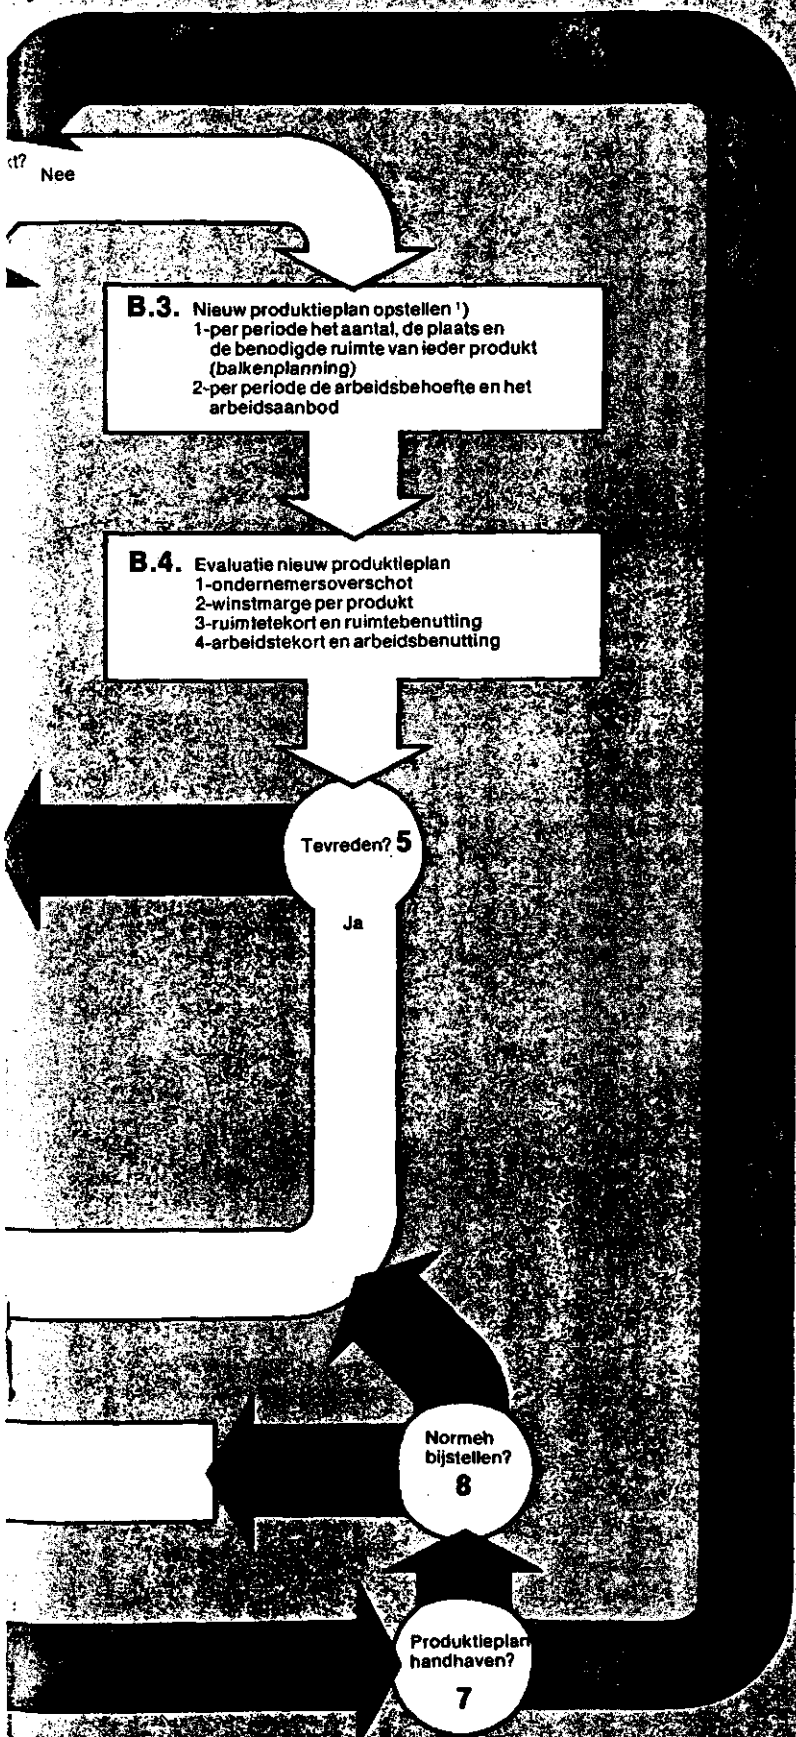 kt?
Nee
B.3. Nieuw produktieplan opstellen ¹)
1-per periode het aantal, de plaats en
de benodigde ruimte van ieder produkt
(balkenplanning)
2-per periode de arbeidsbehoefte en het
arbeidsaanbod
B.4. Evaluatie nieuw produktieplan
1-ondernemersoverschot
2-winstmarge per produkt
3-ruimtetekort en ruimtebenutting
4-arbeidstekort en arbeidsbenutting
Tevreden? 5
Ja
Normen
bijstellen?
8
Produktieplan
handhaven?
7